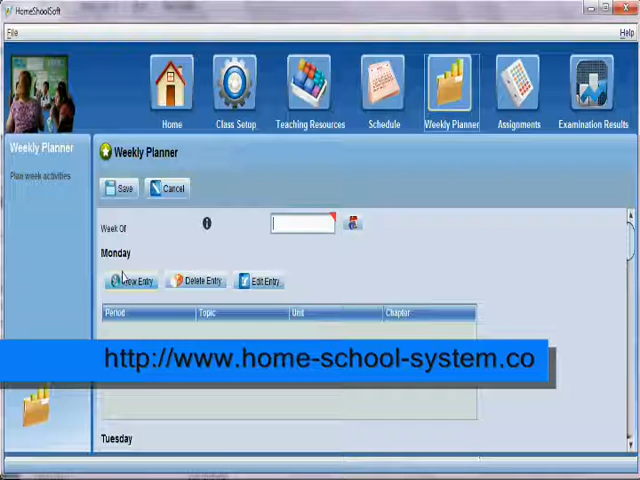 HomeShoolSoft
File
Help
Home
Class Setup
Teaching Resources
Schedule
Weekly Planner
Assignments
Examination Results
Weekly Planner
Plan week activities
Weekly Planner
Save
Cancel
Week Of
Monday
New Entry
Delete Entry
Edit Entry
Period
Topic
Unit
Chapter
http://www.home-school-system.co
Tuesday